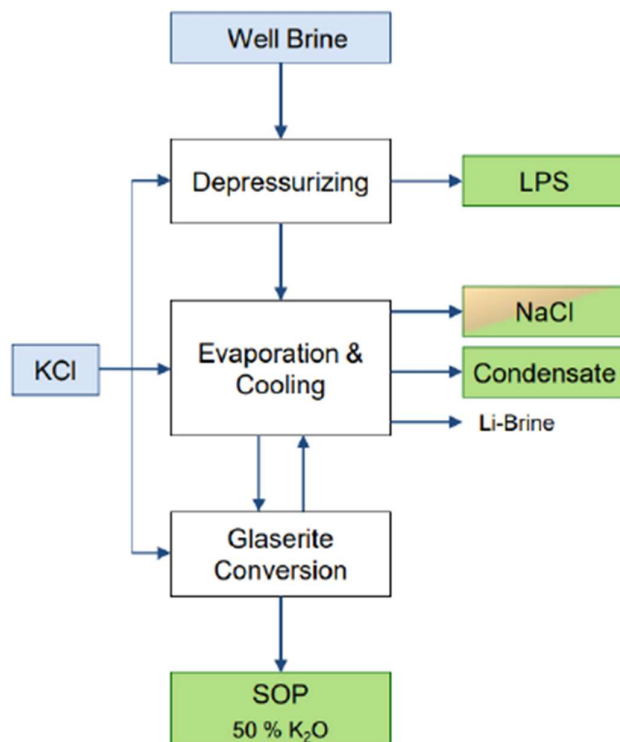 Well Brine
Depressurizing
LPS
NaCl
Evaporation &
Cooling
KCl
Condensate
Li-Brine
Glaserite
Conversion
SOP
50 % K₂O